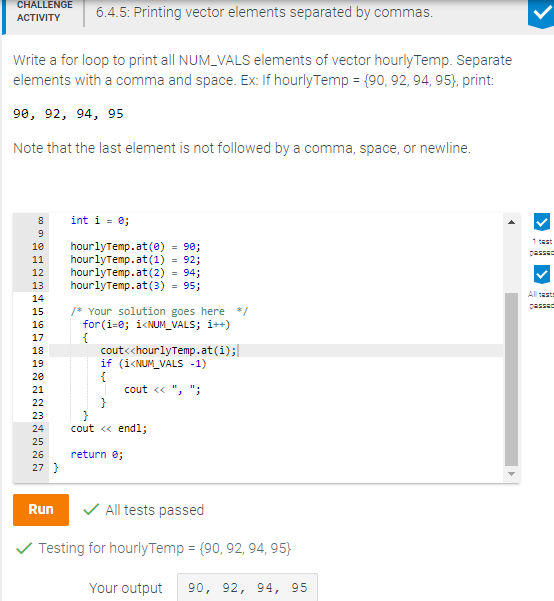 CHALLENGE
ACTIVITY
6.4.5: Printing vector elements separated by commas.
Write a for loop to print all NUM_VALS elements of vector hourlyTemp. Separate
elements with a comma and space. Ex: If hourlyTemp = {90, 92, 94, 95}, print:
90, 92, 94, 95
Note that the last element is not followed by a comma, space, or newline.
8 int i = 0;
9
10 hourlyTemp.at(0) = 90;
11 hourlyTemp.at(1) = 92;
12 hourlyTemp.at(2) = 94;
13 hourlyTemp.at(3) = 95;
14
15 /* Your solution goes here */
16 for(i=0; i<NUM_VALS; i++)
17 {
18 cout<<hourlyTemp.at(i);
19 if (i<NUM_VALS -1)
20 {
21 cout << ", ";
22 }
23 }
24 cout << endl;
25
26 return 0;
27 }
1 test
passed
All tests
passed
Run
All tests passed
Testing for hourlyTemp = {90, 92, 94, 95}
Your output
90, 92, 94, 95